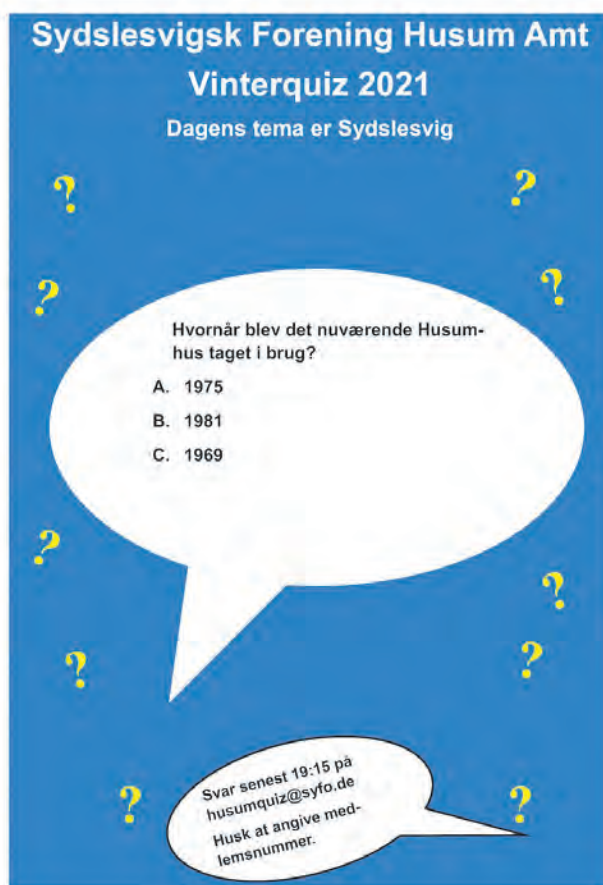 Sydslesvigsk Forening Husum Amt
Vinterquiz 2021
Dagens tema er Sydslesvig
? ?
? ?
Hvornår blev det nuværende Husum-
hus taget i brug?
A. 1975
B. 1981
C. 1969
? ?
? ?
Svar senest 19:15 på
husumquiz@syfo.de
Husk at angive med-
lemsnummer.
? ?